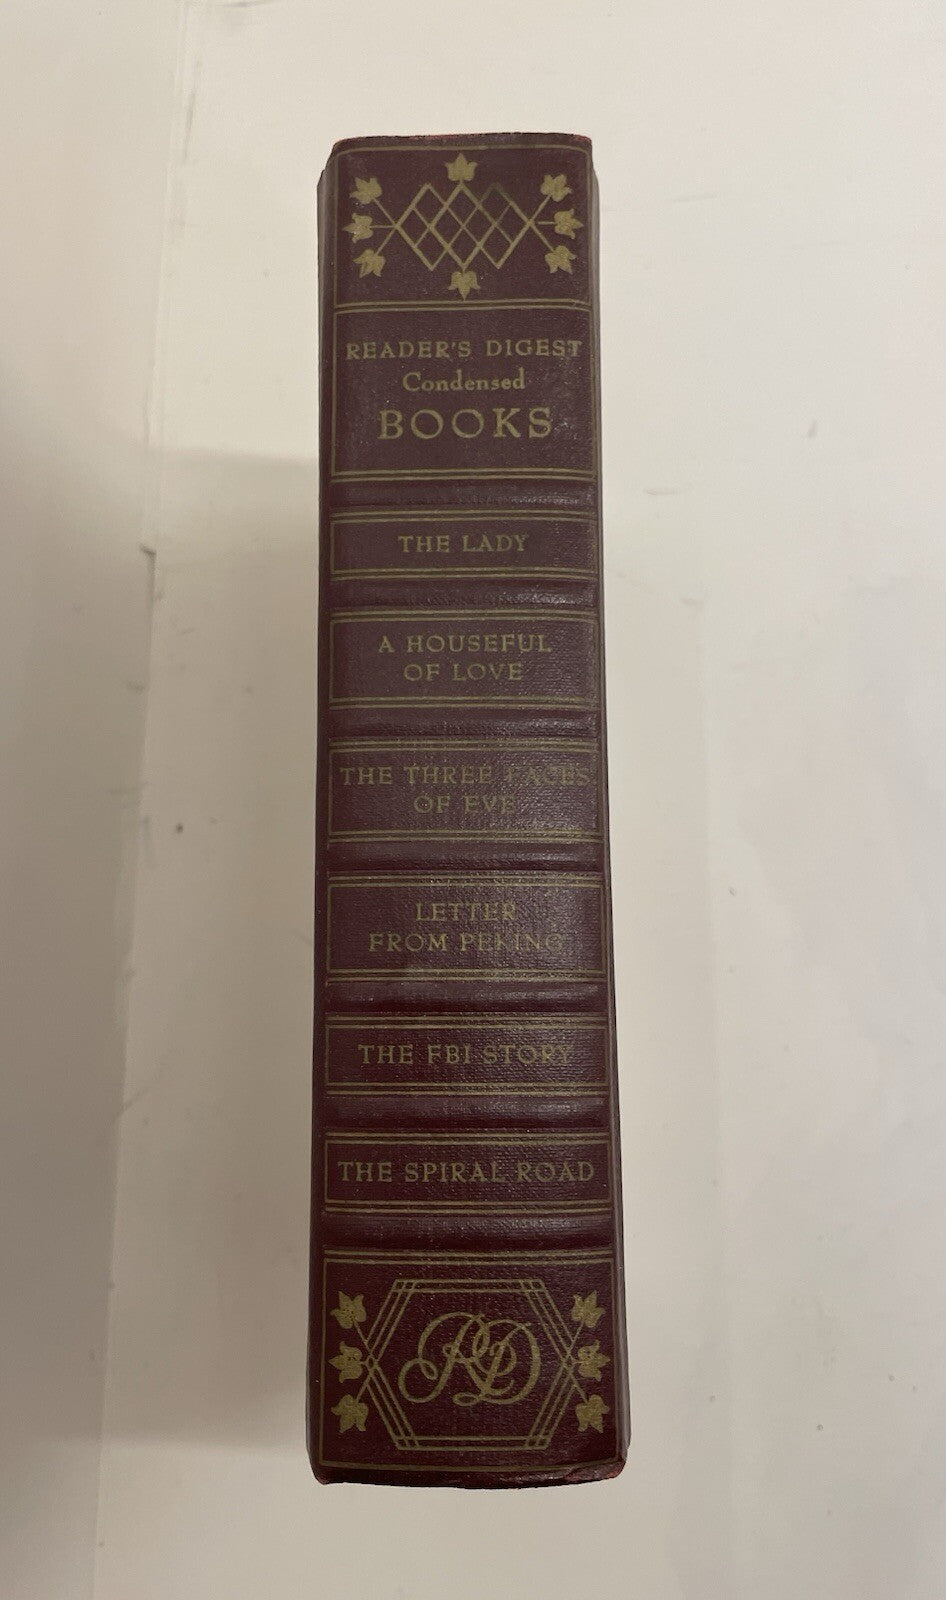 READER'S DIGEST
Condensed
BOOKS
THE LADY
A HOUSEFUL
OF LOVE
THE THREE FACES
OF EVE
LETTER
FROM PEKING
THE FBI STORY
THE SPIRAL ROAD
RD